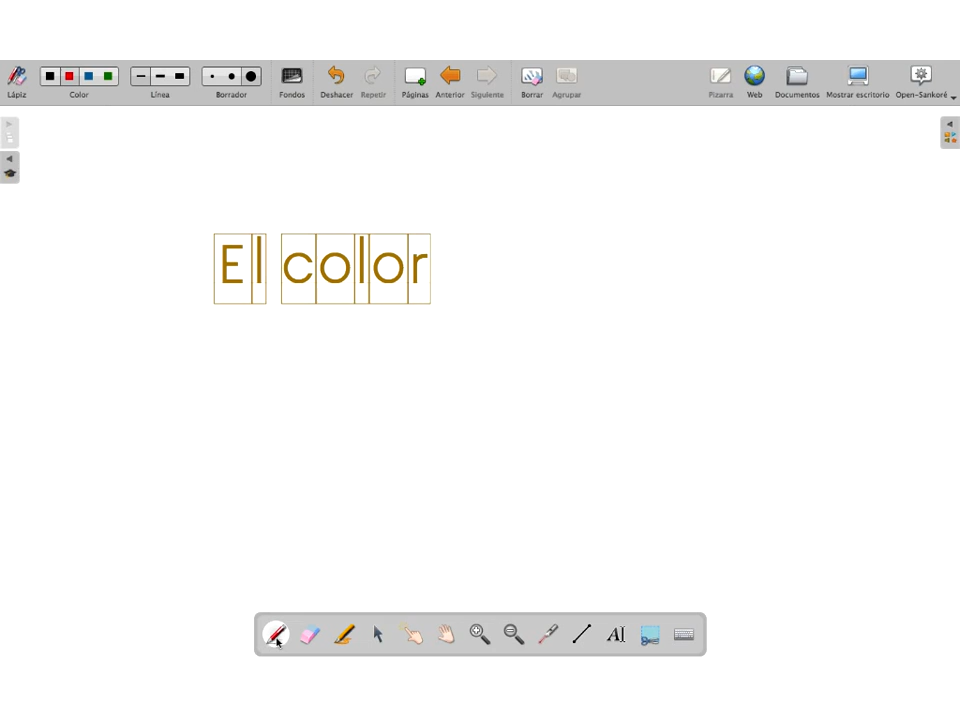 Lápiz Color Línea Borrador Fondos Deshacer Repetir Páginas Anterior Siguiente Borrar Agrupar Pizarra Web Documentos Mostrar escritorio Open-Sankoré
El color
AI